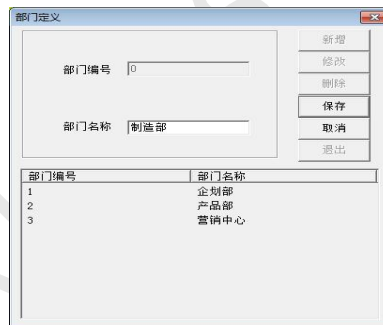 部门定义
新增
部门编号 0
修改
删除
保存
部门名称 制造部
取消
退出
部门编号 部门名称
1 企划部
2 产品部
3 营销中心